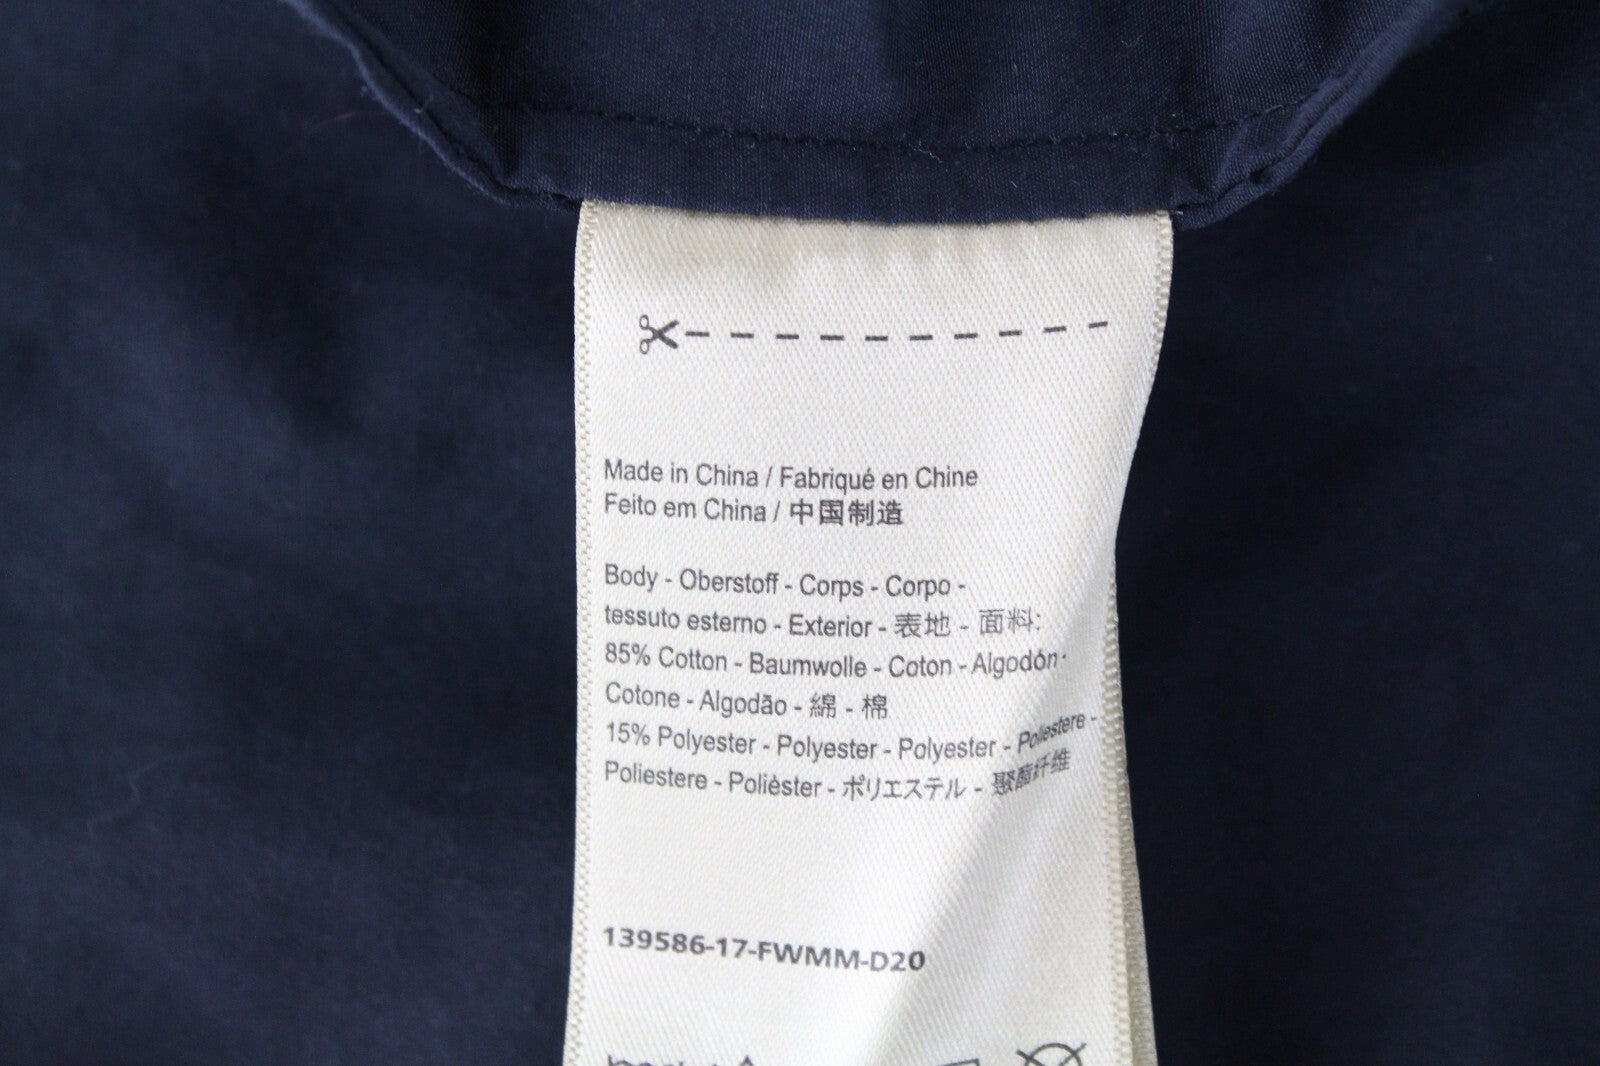 Made in China / Fabriqué en Chine
Feito em China / 中国制造
Body - Oberstoff - Corps - Corpo -
tessuto esterno - Exterior - 表地 - 面料:
85% Cotton - Baumwolle - Coton - Algodón-
Cotone - Algodão - 綿 - 棉
15% Polyester - Polyester - Polyester - Poliestere -
Poliestere - Poliéster - ポリエステル - 聚酯纤维
139586-17-FWMM-D20